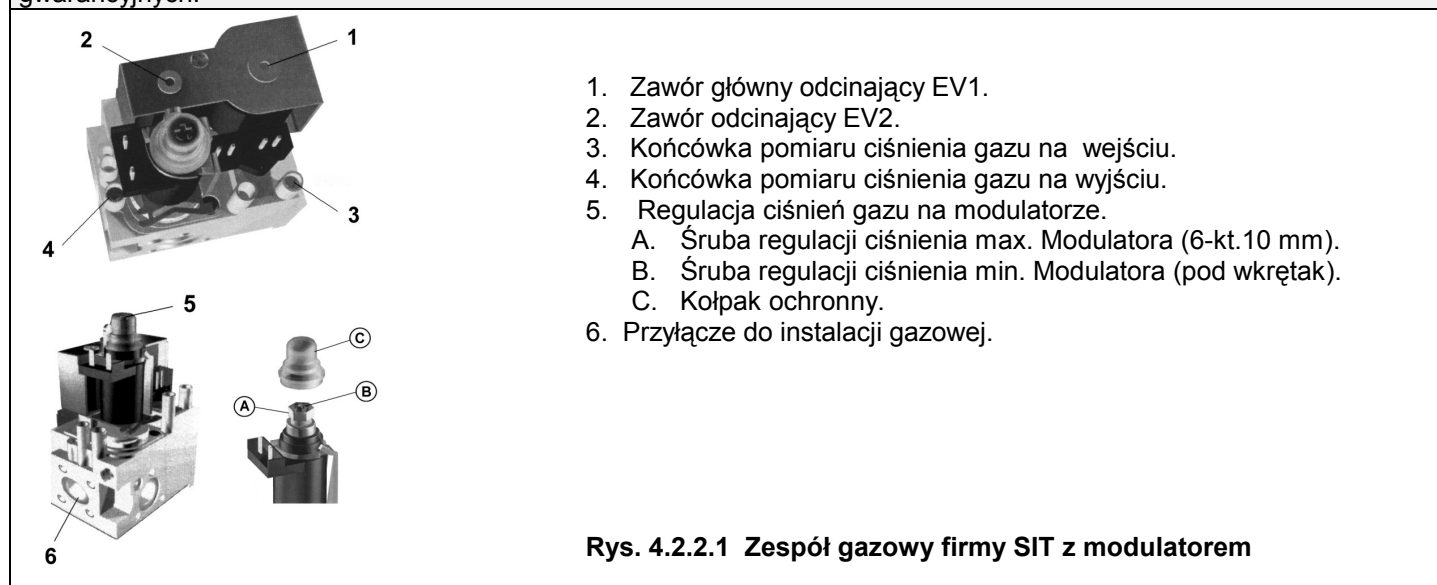 gwarancyjnych.
2
1
3
4
1. Zawór główny odcinający EV1.
2. Zawór odcinający EV2.
3. Końcówka pomiaru ciśnienia gazu na wejściu.
4. Końcówka pomiaru ciśnienia gazu na wyjściu.
5. Regulacja ciśnień gazu na modulatorze.
A. Śruba regulacji ciśnienia max. Modulatora (6-kt.10 mm).
B. Śruba regulacji ciśnienia min. Modulatora (pod wkrętak).
C. Kołpak ochronny.
6. Przyłącze do instalacji gazowej.
5
C
B
A
6
Rys. 4.2.2.1 Zespół gazowy firmy SIT z modulatorem